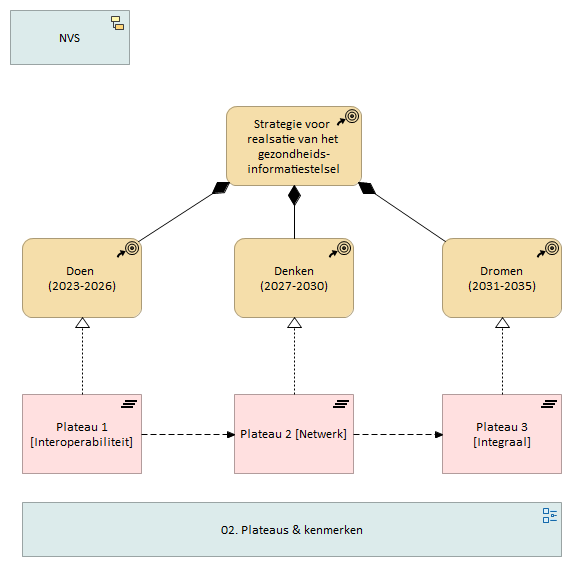 NVS
Strategie voor
realsatie van het
gezondheids-
informatiestelsel
Doen
(2023-2026)
Denken
(2027-2030)
Dromen
(2031-2035)
Plateau 1
[Interoperabiliteit]
Plateau 2 [Netwerk]
Plateau 3
[Integraal]
02. Plateaus & kenmerken